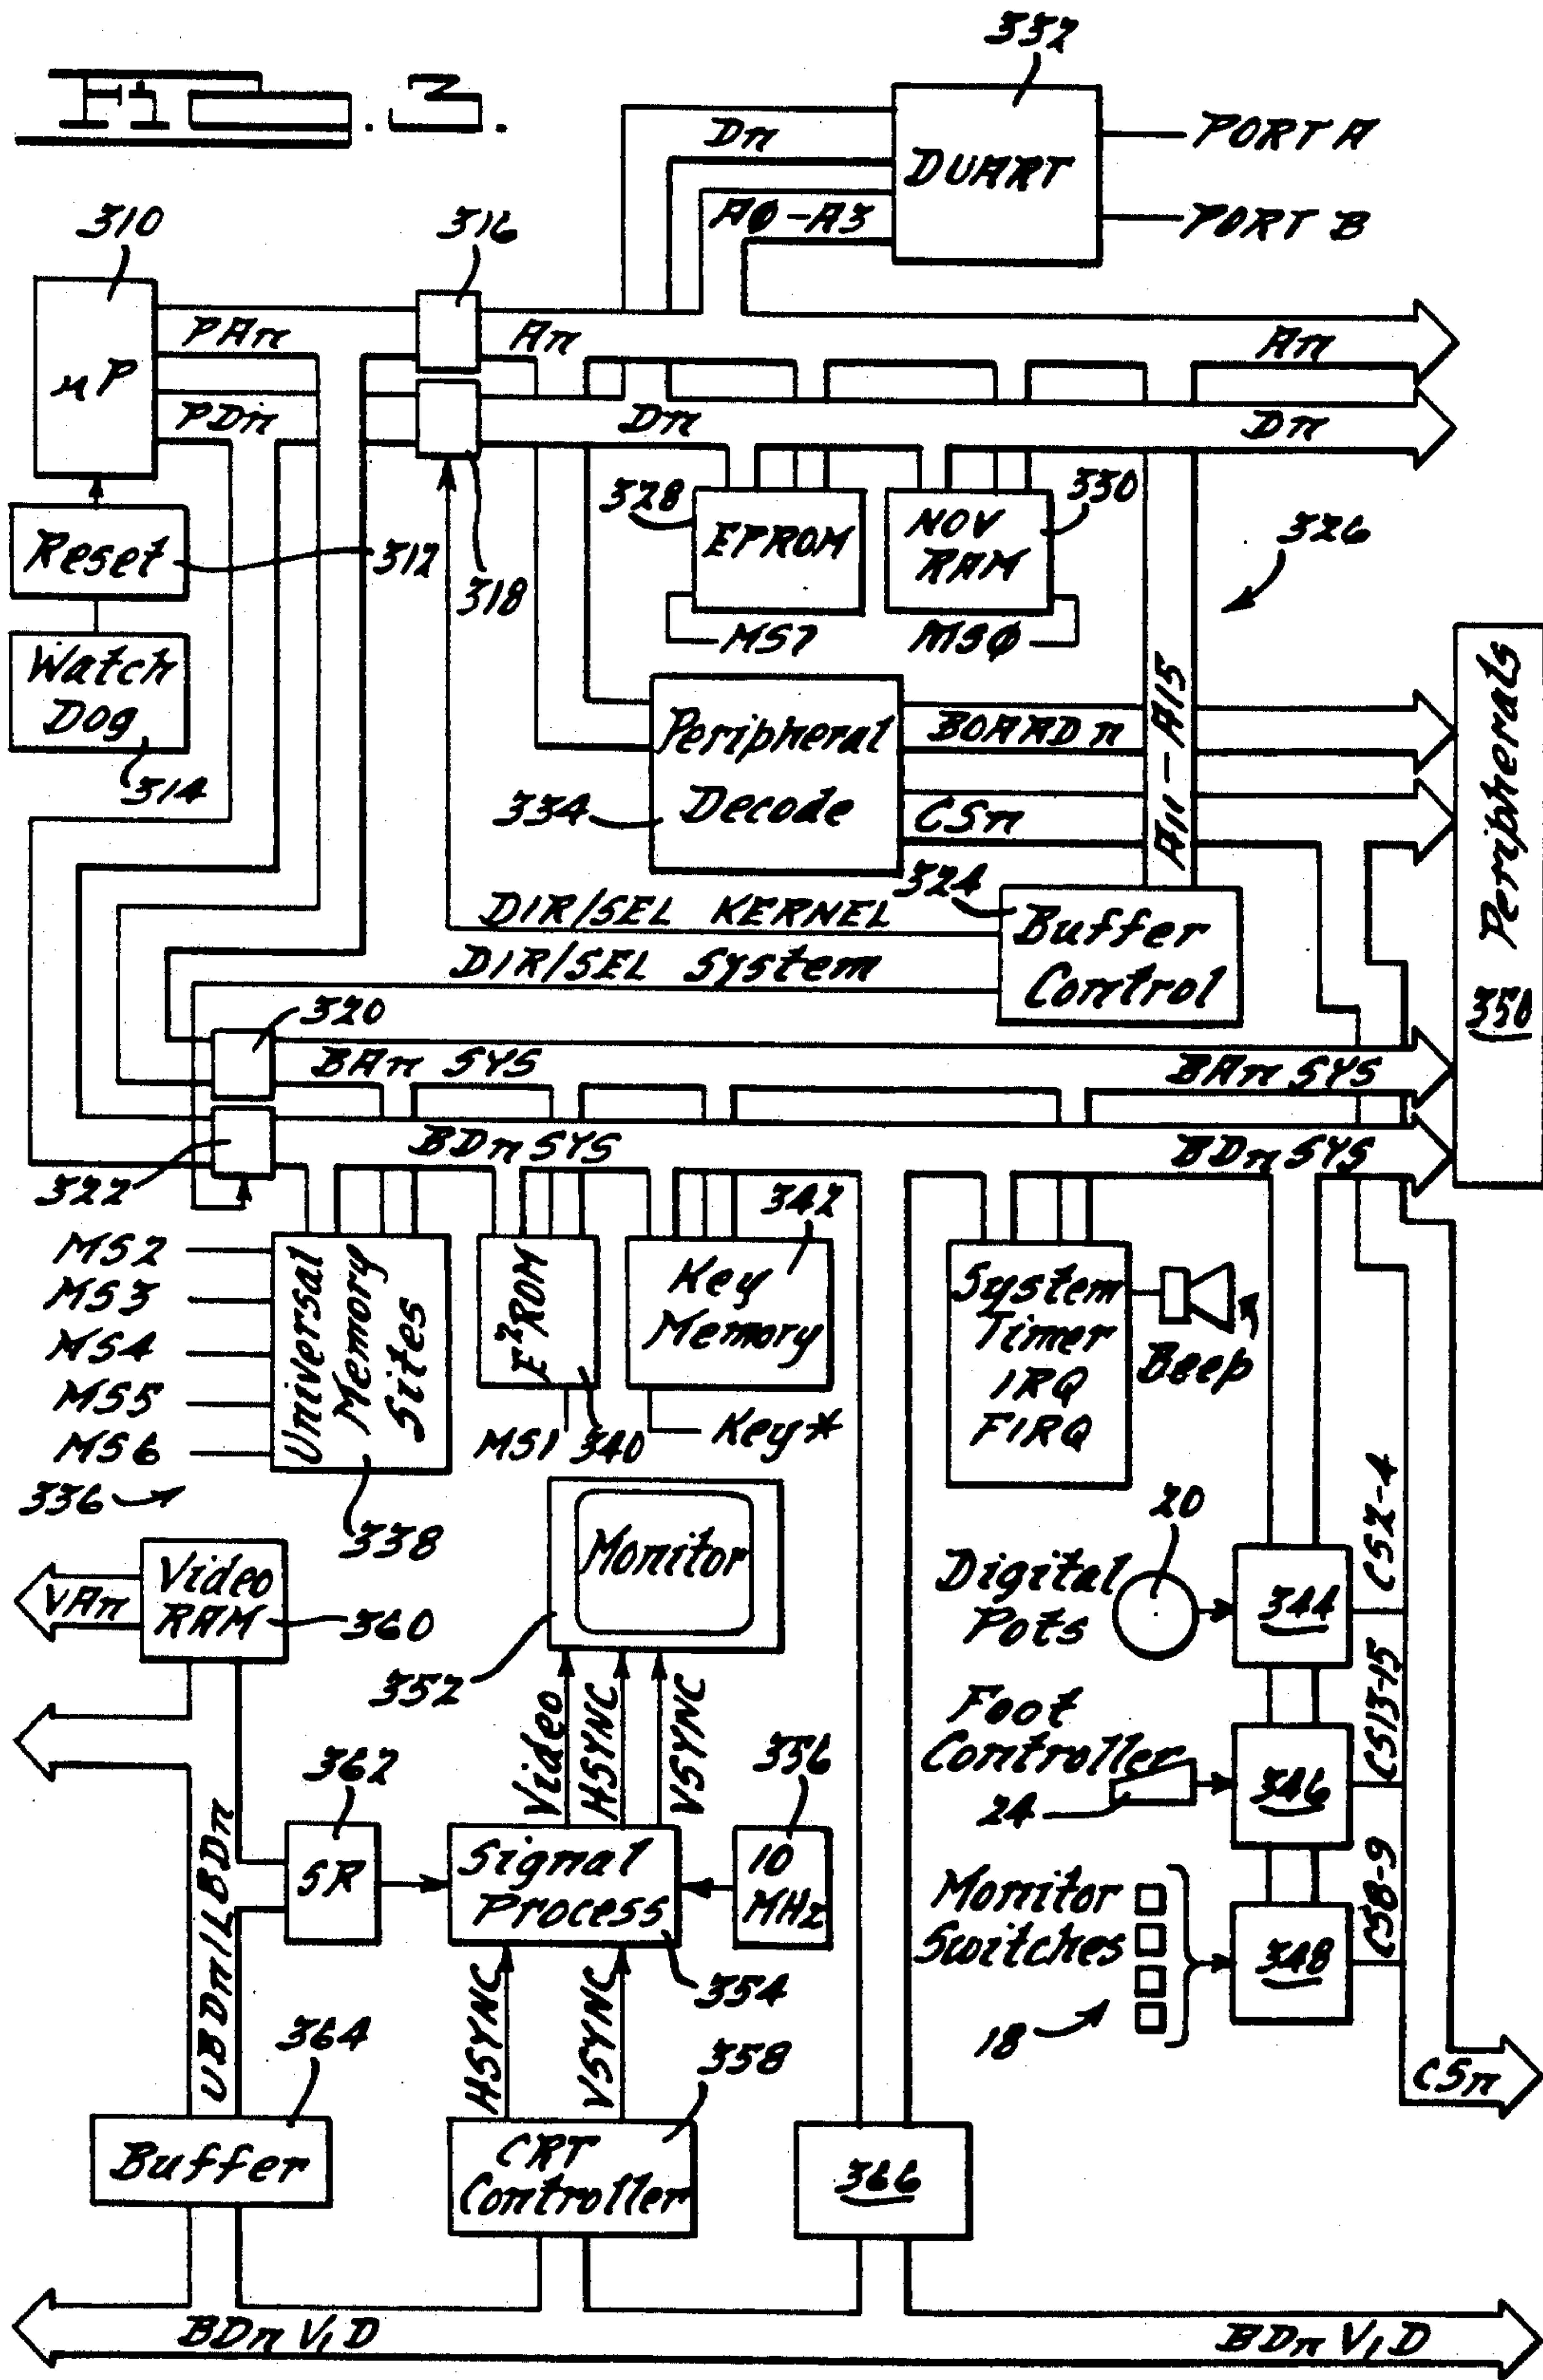 FIG. 3.
332
Dn
DUART
PORT A
A0-A3
PORT B
310
316
PAn
An
An
µP
PDn
Dn
Dn
328
EPROM
NOV
RAM
330
326
Reset
312
318
MS7
MS0
Watch
Dog
314
Peripheral
Decode
334
BOARD n
CSn
A11-A15
Peripherals
350
324
DIR/SEL KERNEL
Buffer
Control
DIR/SEL System
320
BAn SYS
BAn SYS
BDn SYS
BDn SYS
322
342
MS2
MS3
MS4
MS5
MS6
Universal
Memory
Sites
E²ROM
Key
Memory
System
Timer
IRQ
FIRQ
Beep
MS1
340
Key*
336
338
Monitor
20
CS2-4
Video
RAM
VAn
360
352
Digital
Pots
344
Video
HSYNC
VSYNC
Foot
Controller
24
346
CS13-15
362
356
SR
Signal
Process
10
MHz
Monitor
Switches
348
CS8-9
UBDn/LBDn
354
18
364
HSYNC
VSYNC
358
CSn
Buffer
CRT
Controller
366
BDn VID
BDn VID